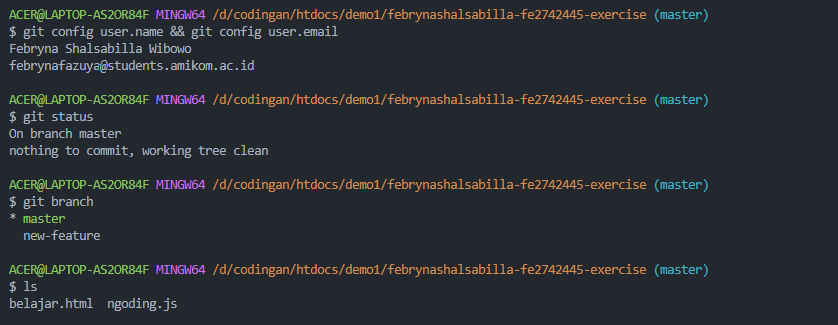 ACER@LAPTOP-AS2OR84F MINGW64 /d/codingan/htdocs/demo1/febrynashalsabilla-fe2742445-exercise (master)
$ git config user.name && git config user.email
Febryna Shalsabilla Wibowo
febrynafazuya@students.amikom.ac.id
ACER@LAPTOP-AS2OR84F MINGW64 /d/codingan/htdocs/demo1/febrynashalsabilla-fe2742445-exercise (master)
$ git status
On branch master
nothing to commit, working tree clean
ACER@LAPTOP-AS2OR84F MINGW64 /d/codingan/htdocs/demo1/febrynashalsabilla-fe2742445-exercise (master)
$ git branch
* master
new-feature
ACER@LAPTOP-AS2OR84F MINGW64 /d/codingan/htdocs/demo1/febrynashalsabilla-fe2742445-exercise (master)
$ ls
belajar.html  ngoding.js